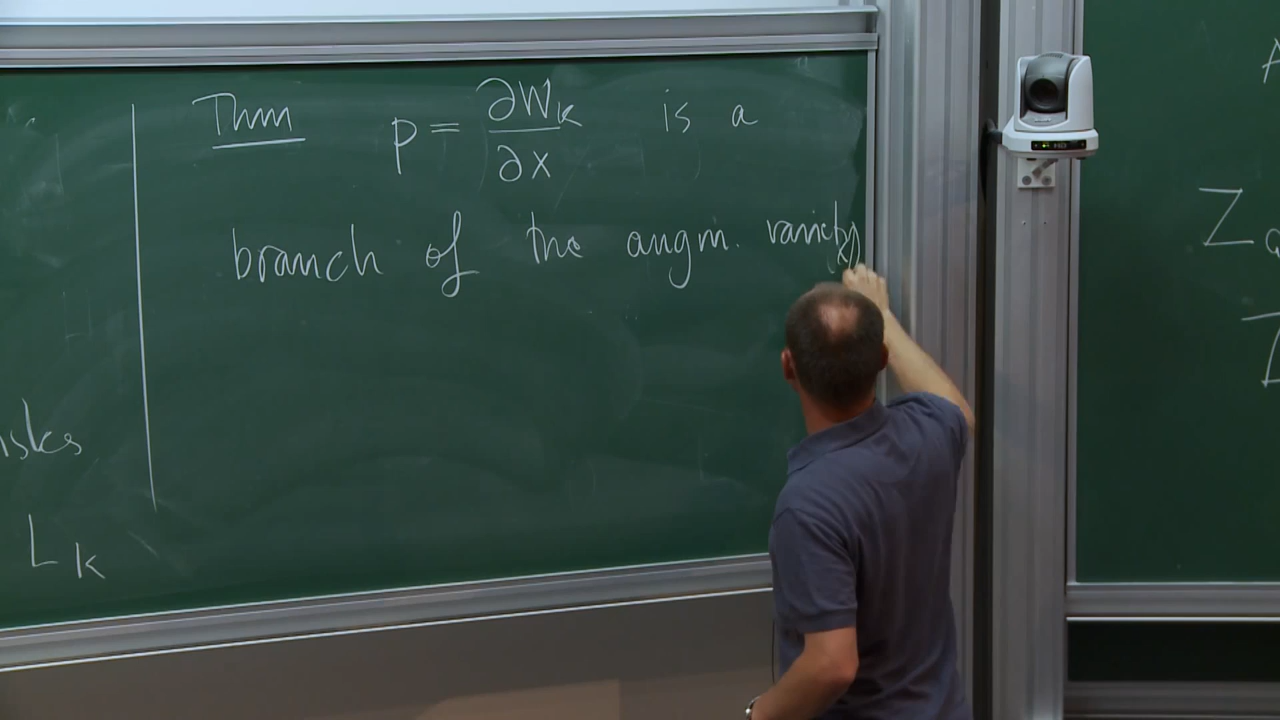 Thm p = ∂W_k / ∂x is a
branch of the augm. variety
isks
L_k
A
Z